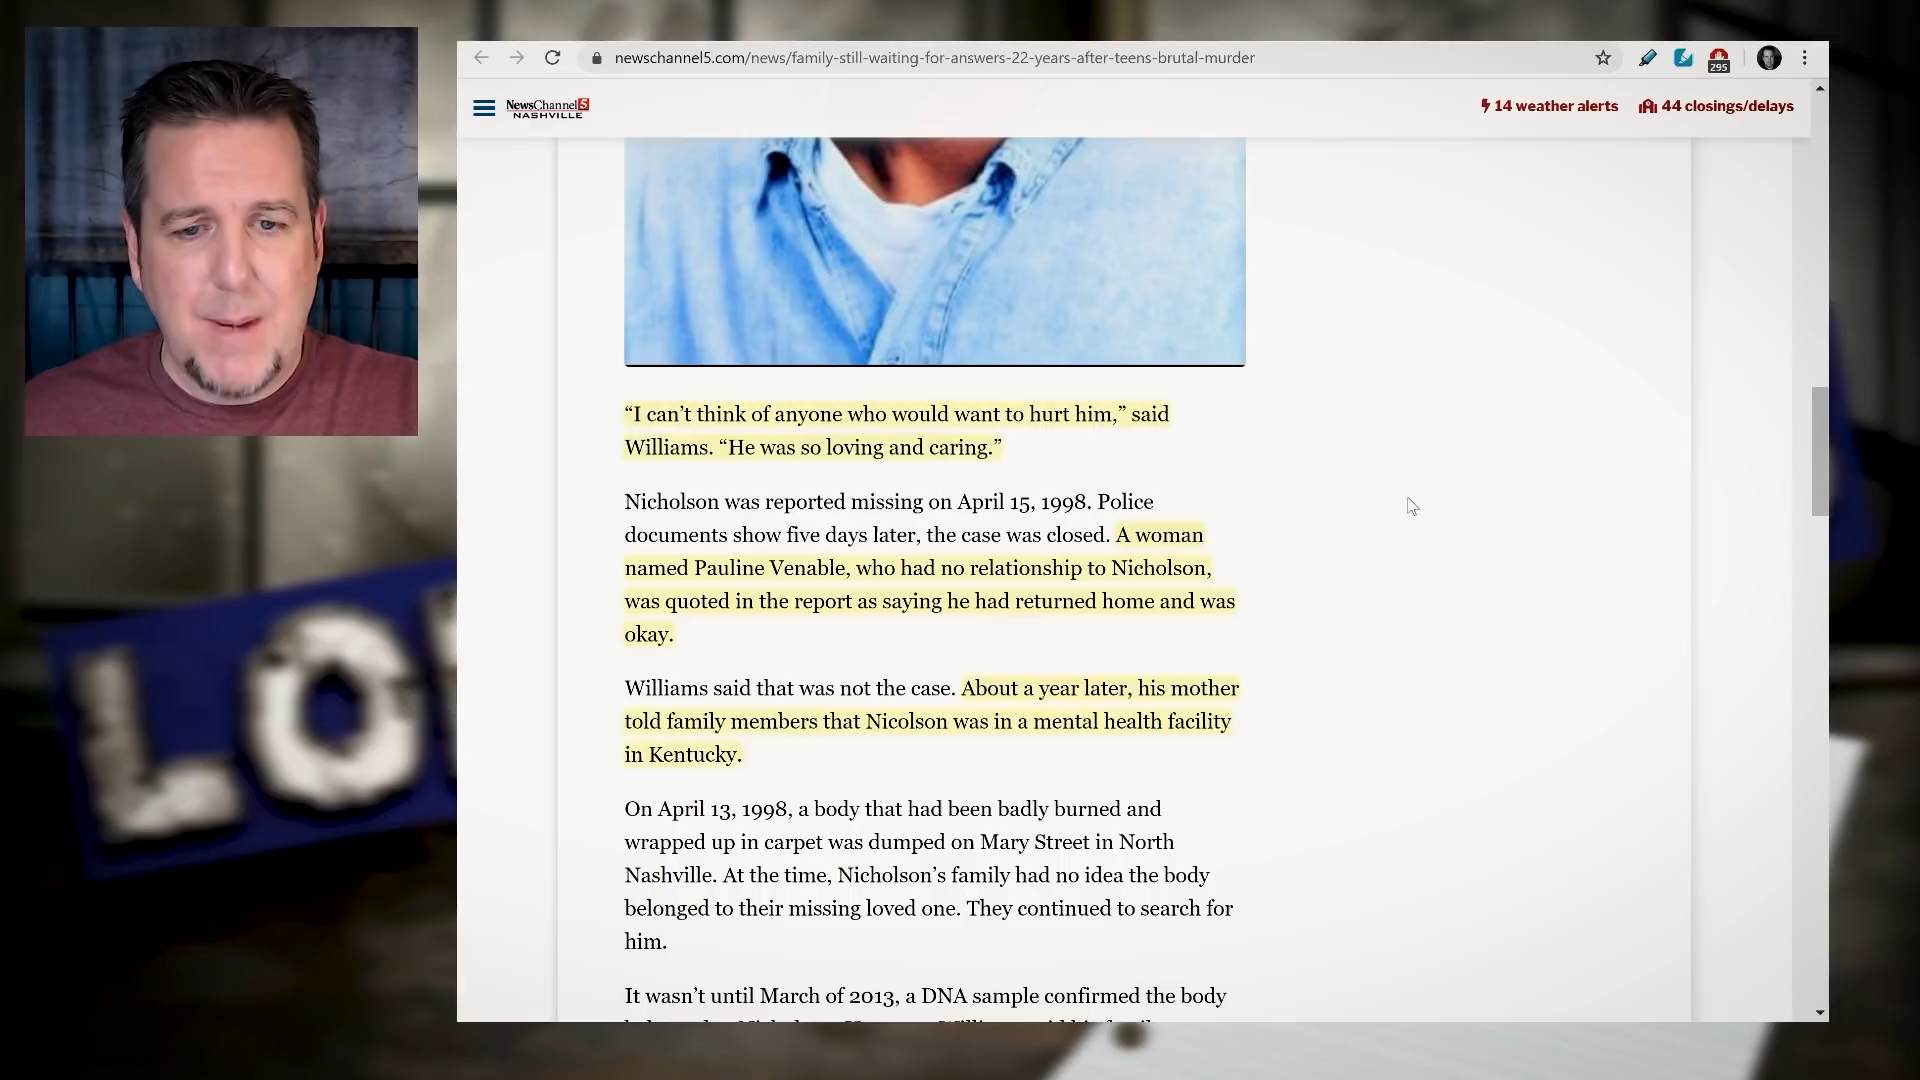 newschannel5.com/news/family-still-waiting-for-answers-22-years-after-teens-brutal-murder
295
NewsChannel 5
NASHVILLE
14 weather alerts
44 closings/delays
“I can’t think of anyone who would want to hurt him,” said
Williams. “He was so loving and caring.”
Nicholson was reported missing on April 15, 1998. Police
documents show five days later, the case was closed. A woman
named Pauline Venable, who had no relationship to Nicholson,
was quoted in the report as saying he had returned home and was
okay.
Williams said that was not the case. About a year later, his mother
told family members that Nicolson was in a mental health facility
in Kentucky.
On April 13, 1998, a body that had been badly burned and
wrapped up in carpet was dumped on Mary Street in North
Nashville. At the time, Nicholson’s family had no idea the body
belonged to their missing loved one. They continued to search for
him.
It wasn’t until March of 2013, a DNA sample confirmed the body
LO